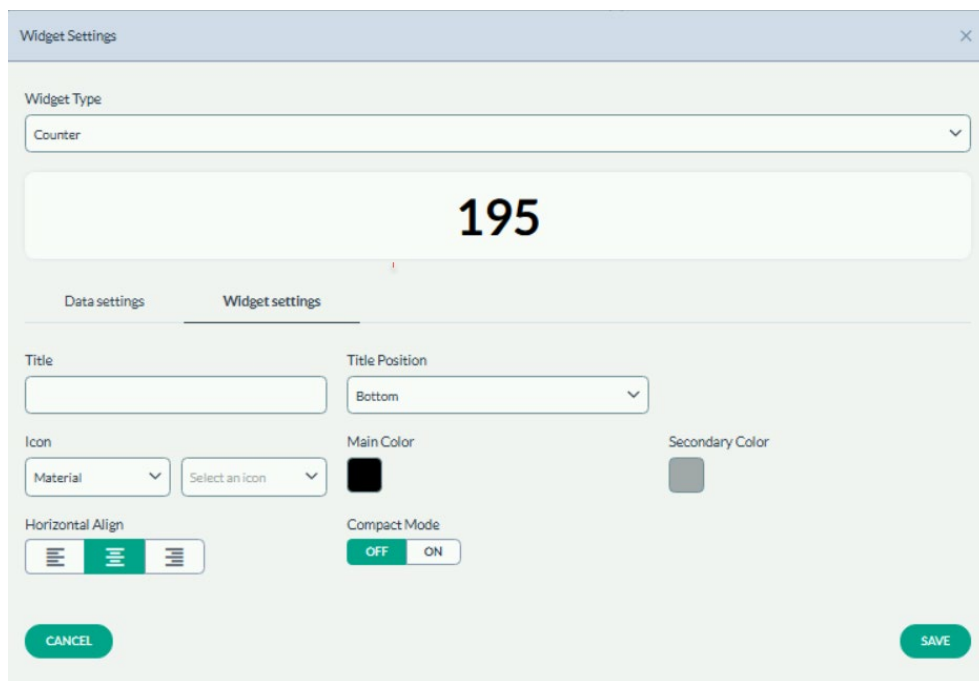 Widget Settings
Widget Type
Counter
195
Data settings Widget settings
Title Title Position
Bottom
Icon Main Color Secondary Color
Material Select an icon
Horizontal Align Compact Mode
OFF ON
CANCEL SAVE